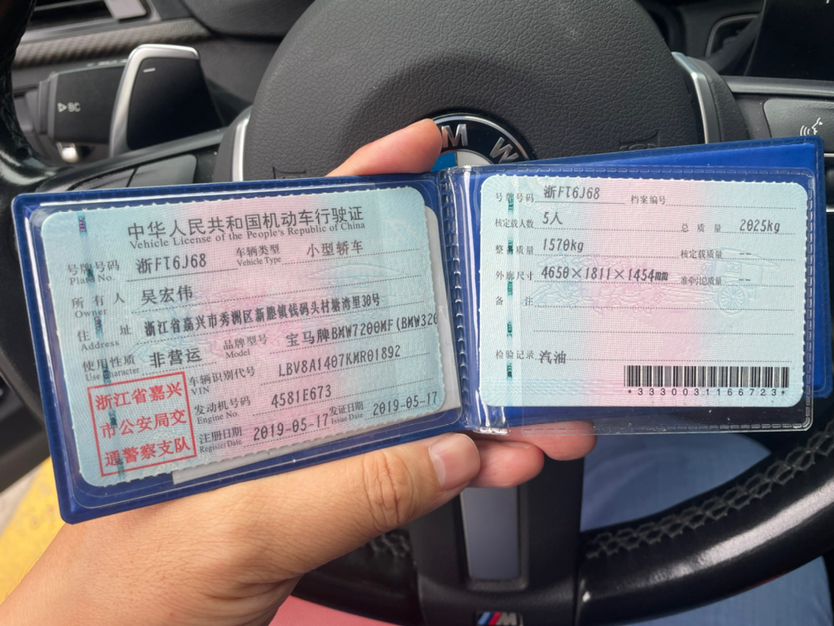 中华人民共和国机动车行驶证
Vehicle License of the People's Republic of China
号牌号码 浙FT6J68 车辆类型 小型轿车
Plate No. Vehicle Type
所有人 吴宏伟
Owner
住址 浙江省嘉兴市秀洲区新塍镇钱码头村塘湾里30号
Address
使用性质 非营运 品牌型号 宝马牌BMW7200MF(BMW320
Use Character Model
浙江省嘉兴
市公安局交
通警察支队
车辆识别代号 LBV8A1407KMR01892
VIN
发动机号码 4581E673
Engine No.
注册日期 2019-05-17 发证日期 2019-05-17
Register Date Issue Date
号牌号码 浙FT6J68 档案编号
核定载人数 5人 总质量 2025kg
整备质量 1570kg 核定载质量 --
外廓尺寸 4650×1811×1454mm 准牵引总质量 --
备注
检验记录 汽油
*3330031166723*
BMW
M